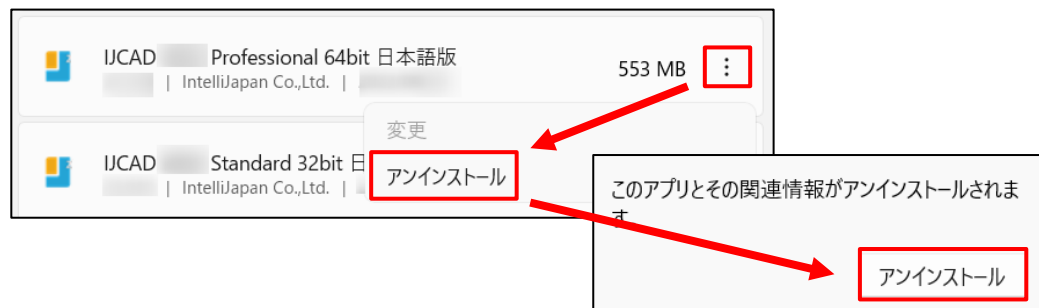 IJCAD Professional 64bit 日本語版
| IntelliJapan Co.,Ltd. |
553 MB
変更
アンインストール
IJCAD Standard 32bit 日
| IntelliJapan Co.,Ltd. |
このアプリとその関連情報がアンインストールされま
す
アンインストール